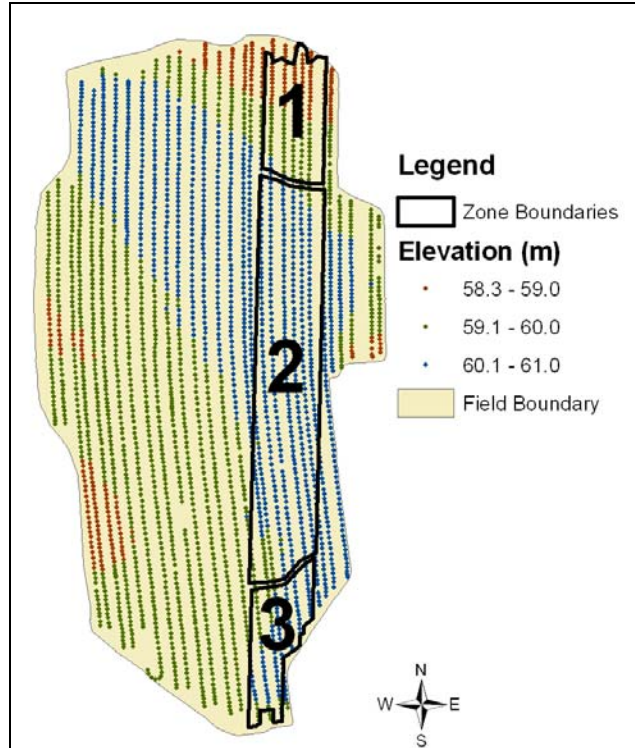 1
Legend
Zone Boundaries
Elevation (m)
58.3 - 59.0
59.1 - 60.0
60.1 - 61.0
Field Boundary
2
3
N
W E
S